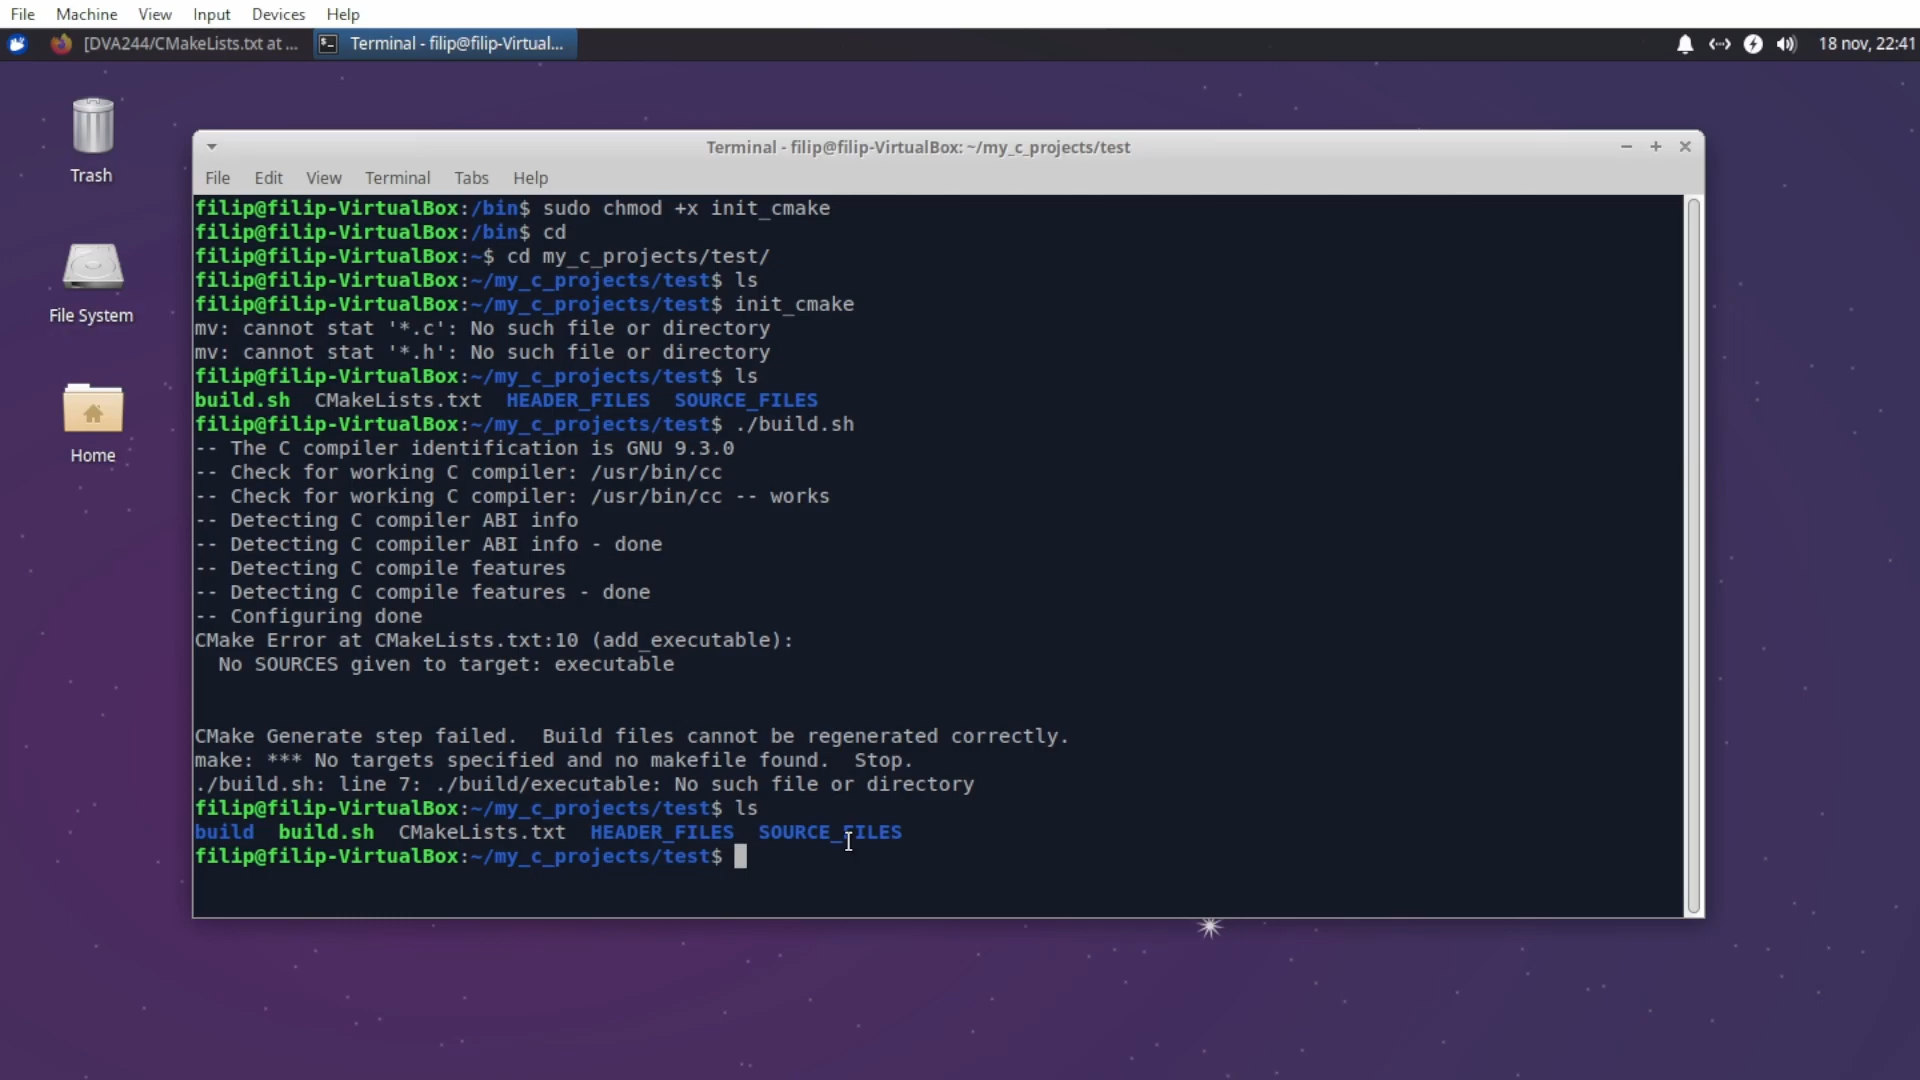 File Machine View Input Devices Help
[DVA244/CMakeLists.txt at ... Terminal - filip@filip-Virtual... 18 nov, 22:41
Trash
File System
Home
Terminal - filip@filip-VirtualBox: ~/my_c_projects/test
File Edit View Terminal Tabs Help
filip@filip-VirtualBox:/bin$ sudo chmod +x init_cmake
filip@filip-VirtualBox:/bin$ cd
filip@filip-VirtualBox:~$ cd my_c_projects/test/
filip@filip-VirtualBox:~/my_c_projects/test$ ls
filip@filip-VirtualBox:~/my_c_projects/test$ init_cmake
mv: cannot stat '*.c': No such file or directory
mv: cannot stat '*.h': No such file or directory
filip@filip-VirtualBox:~/my_c_projects/test$ ls
build.sh CMakeLists.txt HEADER_FILES SOURCE_FILES
filip@filip-VirtualBox:~/my_c_projects/test$ ./build.sh
-- The C compiler identification is GNU 9.3.0
-- Check for working C compiler: /usr/bin/cc
-- Check for working C compiler: /usr/bin/cc -- works
-- Detecting C compiler ABI info
-- Detecting C compiler ABI info - done
-- Detecting C compile features
-- Detecting C compile features - done
-- Configuring done
CMake Error at CMakeLists.txt:10 (add_executable):
No SOURCES given to target: executable
CMake Generate step failed. Build files cannot be regenerated correctly.
make: *** No targets specified and no makefile found. Stop.
./build.sh: line 7: ./build/executable: No such file or directory
filip@filip-VirtualBox:~/my_c_projects/test$ ls
build build.sh CMakeLists.txt HEADER_FILES SOURCE_FILES
filip@filip-VirtualBox:~/my_c_projects/test$